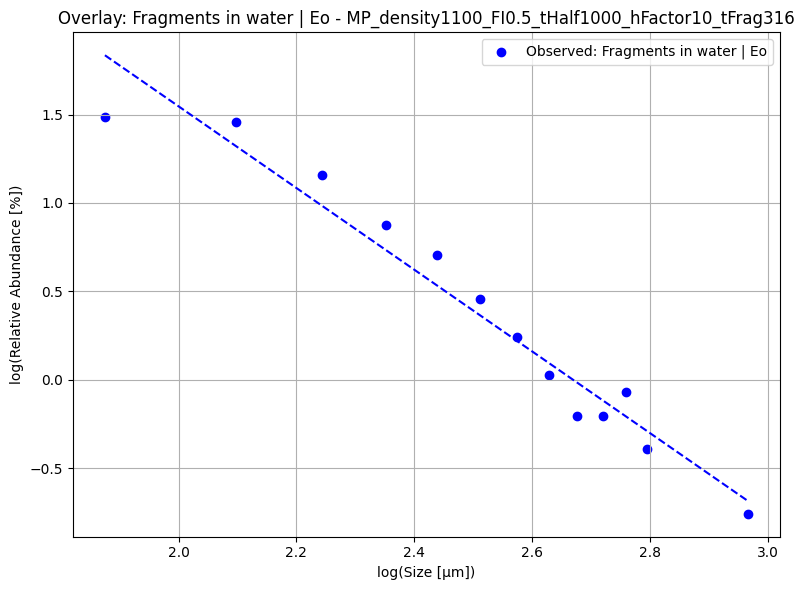 Overlay: Fragments in water | Eo - MP_density1100_FI0.5_tHalf1000_hFactor10_tFrag316
Observed: Fragments in water | Eo
log(Relative Abundance [%])
1.5
1.0
0.5
0.0
−0.5
2.0 2.2 2.4 2.6 2.8 3.0
log(Size [µm])